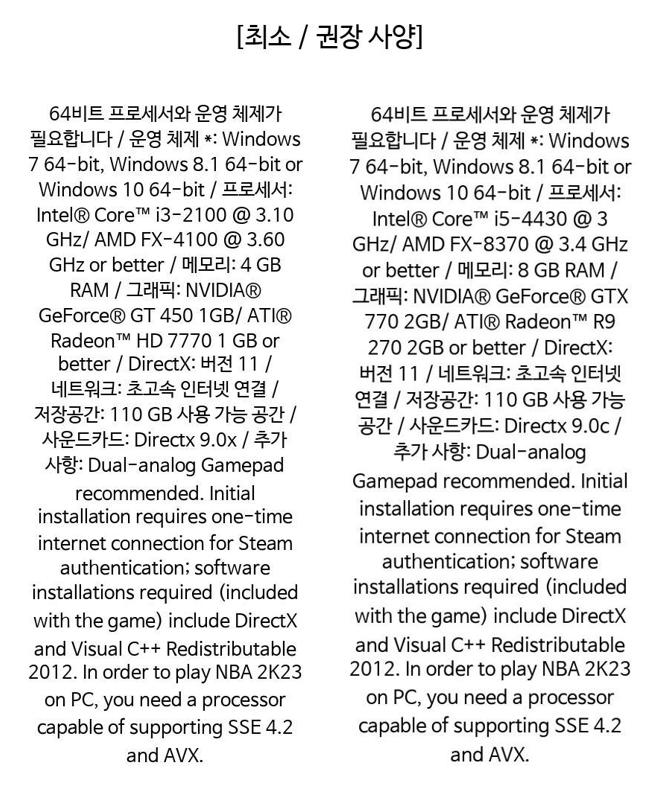 [최소 / 권장 사양]
64비트 프로세서와 운영 체제가
필요합니다 / 운영 체제 *: Windows
7 64-bit, Windows 8.1 64-bit or
Windows 10 64-bit / 프로세서:
Intel® Core™ i3-2100 @ 3.10
GHz/ AMD FX-4100 @ 3.60
GHz or better / 메모리: 4 GB
RAM / 그래픽: NVIDIA®
GeForce® GT 450 1GB/ ATI®
Radeon™ HD 7770 1 GB or
better / DirectX: 버전 11 /
네트워크: 초고속 인터넷 연결 /
저장공간: 110 GB 사용 가능 공간 /
사운드카드: Directx 9.0x / 추가
사항: Dual-analog Gamepad
recommended. Initial
installation requires one-time
internet connection for Steam
authentication; software
installations required (included
with the game) include DirectX
and Visual C++ Redistributable
2012. In order to play NBA 2K23
on PC, you need a processor
capable of supporting SSE 4.2
and AVX.
64비트 프로세서와 운영 체제가
필요합니다 / 운영 체제 *: Windows
7 64-bit, Windows 8.1 64-bit or
Windows 10 64-bit / 프로세서:
Intel® Core™ i5-4430 @ 3
GHz/ AMD FX-8370 @ 3.4 GHz
or better / 메모리: 8 GB RAM /
그래픽: NVIDIA® GeForce® GTX
770 2GB/ ATI® Radeon™ R9
270 2GB or better / DirectX:
버전 11 / 네트워크: 초고속 인터넷
연결 / 저장공간: 110 GB 사용 가능
공간 / 사운드카드: Directx 9.0c /
추가 사항: Dual-analog
Gamepad recommended. Initial
installation requires one-time
internet connection for Steam
authentication; software
installations required (included
with the game) include DirectX
and Visual C++ Redistributable
2012. In order to play NBA 2K23
on PC, you need a processor
capable of supporting SSE 4.2
and AVX.